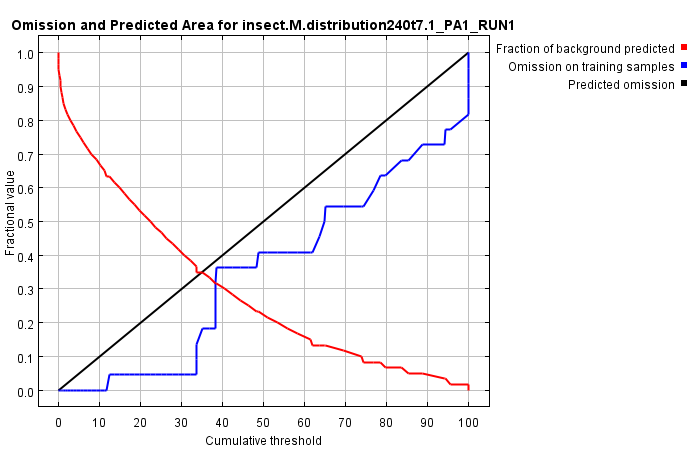 Omission and Predicted Area for insect.M.distribution240t7.1_PA1_RUN1
Fraction of background predicted
Omission on training samples
Predicted omission
Fractional value
1.0
0.9
0.8
0.7
0.6
0.5
0.4
0.3
0.2
0.1
0.0
0 10 20 30 40 50 60 70 80 90 100
Cumulative threshold